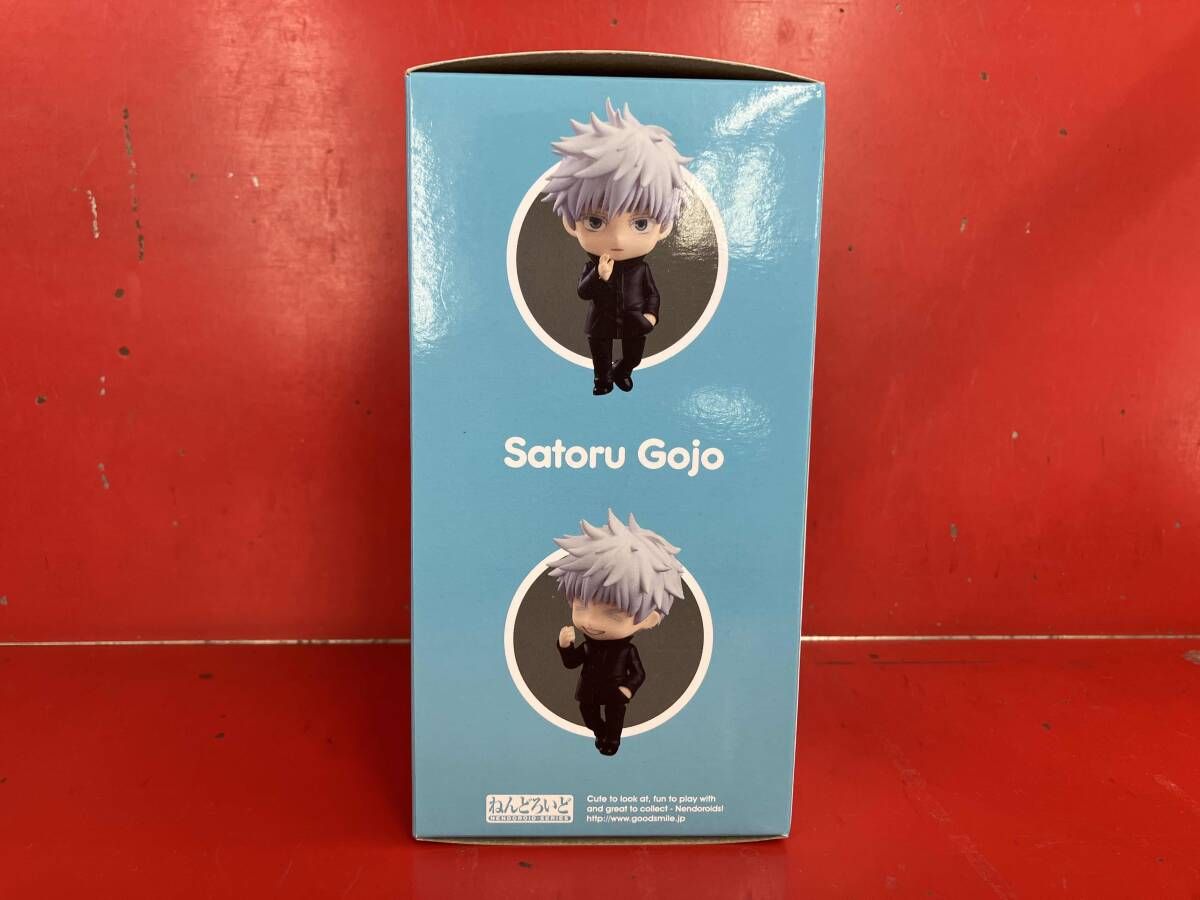 Satoru Gojo
ねんどろいど
NENDOROID SERIES
Cute to look at, fun to play with
and great to collect - Nendoroids!
http://www.goodsmile.jp